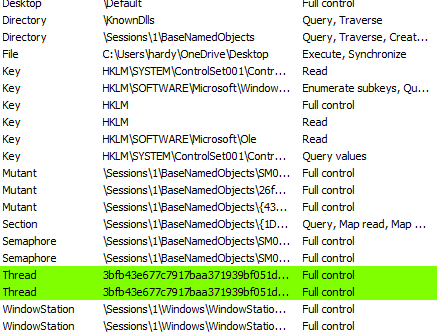 Desktop \Default Full control
Directory \KnownDlls Query, Traverse
Directory \Sessions\1\BaseNamedObjects Query, Traverse, Creat...
File C:\Users\hardy\OneDrive\Desktop Execute, Synchronize
Key HKLM\SYSTEM\ControlSet001\Contr... Read
Key HKLM\SOFTWARE\Microsoft\Window... Enumerate subkeys, Qu...
Key HKLM Full control
Key HKLM Read
Key HKLM\SOFTWARE\Microsoft\Ole Read
Key HKLM\SYSTEM\ControlSet001\Contr... Query values
Mutant \Sessions\1\BaseNamedObjects\SM0... Full control
Mutant \Sessions\1\BaseNamedObjects\26f... Full control
Mutant \Sessions\1\BaseNamedObjects\{43... Full control
Section \Sessions\1\BaseNamedObjects\{1D... Query, Map read, Map ...
Semaphore \Sessions\1\BaseNamedObjects\SM0... Full control
Semaphore \Sessions\1\BaseNamedObjects\SM0... Full control
Thread 3bfb43e677c7917baa371939bf051d... Full control
Thread 3bfb43e677c7917baa371939bf051d... Full control
WindowStation \Sessions\1\Windows\WindowStatio... Full control
WindowStation \Sessions\1\Windows\WindowStatio... Full control